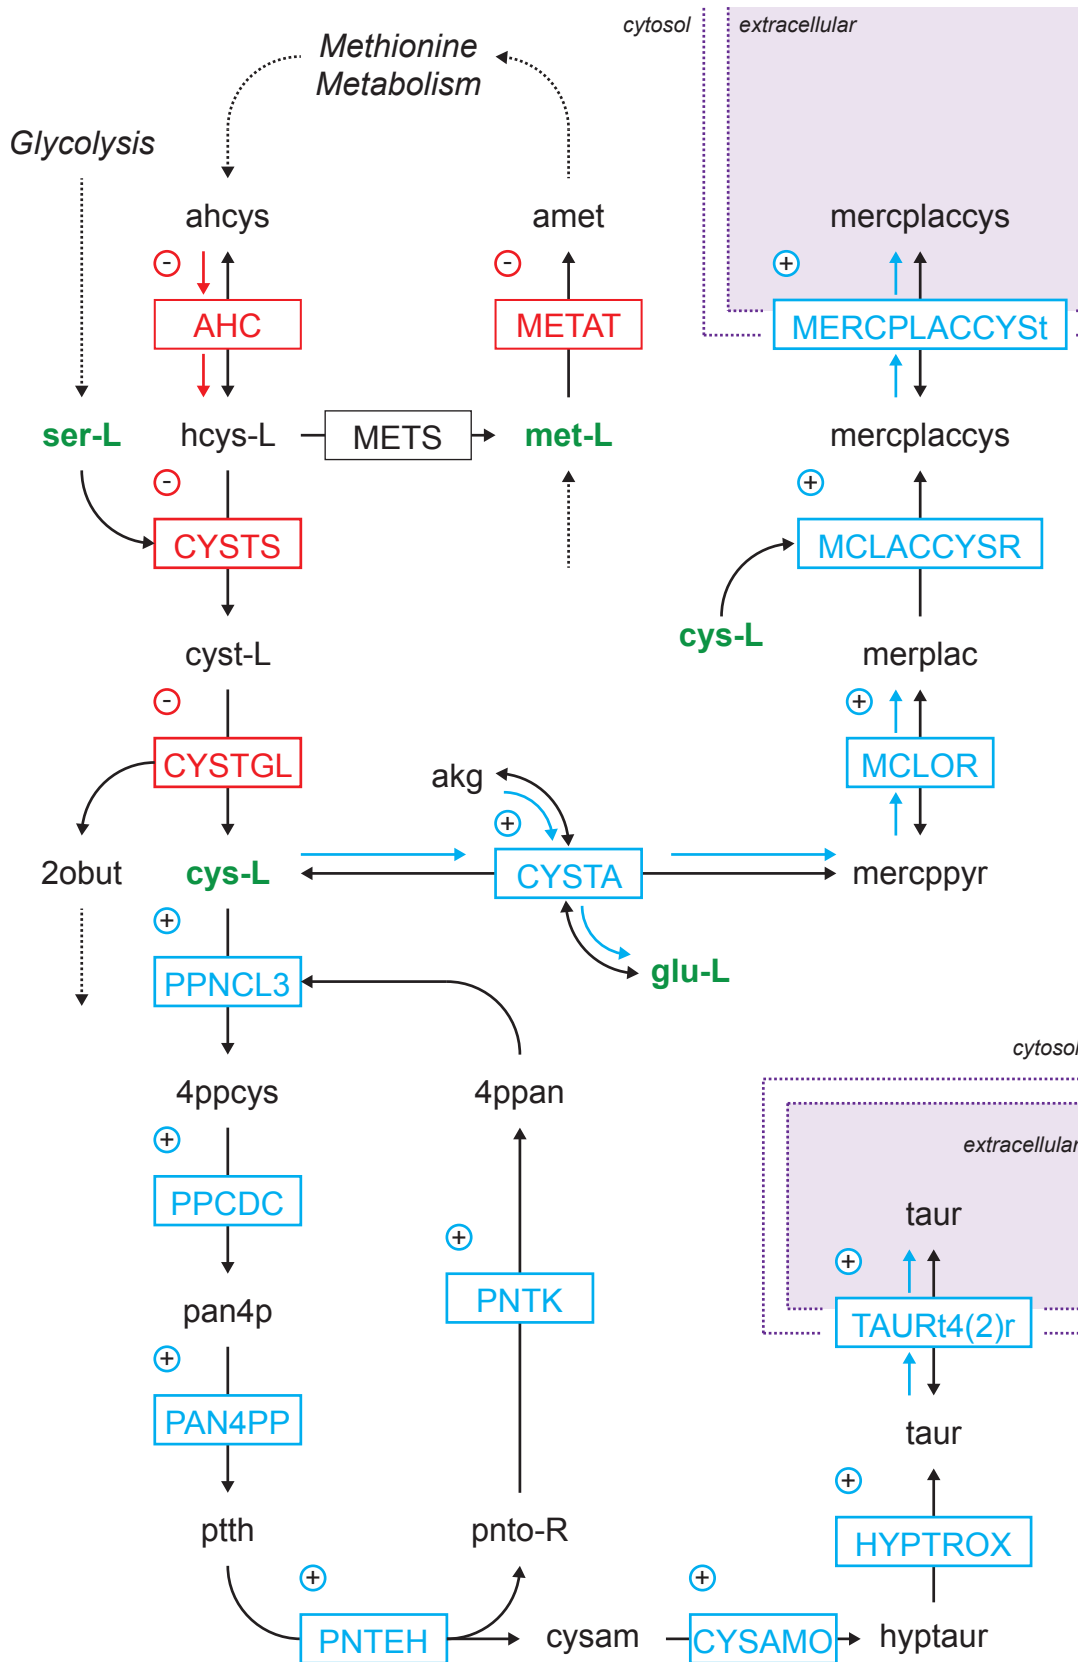 cytosol
extracellular
Methionine
Metabolism
Glycolysis
ahcys
amet
mercplaccys
-
-
+
AHC
METAT
MERCPLACCYSt
ser-L
hcys-L
METS
met-L
mercplaccys
-
+
CYSTS
MCLACCYSR
cys-L
cyst-L
merplac
-
+
CYSTGL
akg
MCLOR
+
2obut
cys-L
CYSTA
mercppyr
+
PPNCL3
glu-L
cytosol
4ppcys
4ppan
+
extracellular
PPCDC
taur
+
+
pan4p
PNTK
TAURt4(2)r
+
PAN4PP
taur
+
ptth
pnto-R
HYPTROX
+
+
PNTEH
cysam
CYSAMO
hyptaur